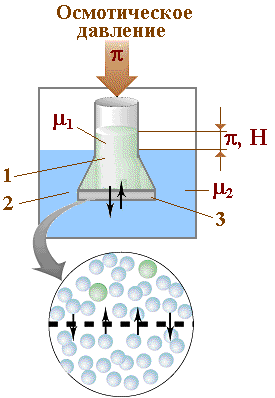 Осмотическое
давление
π
μ1
π, H
1
2
μ2
3